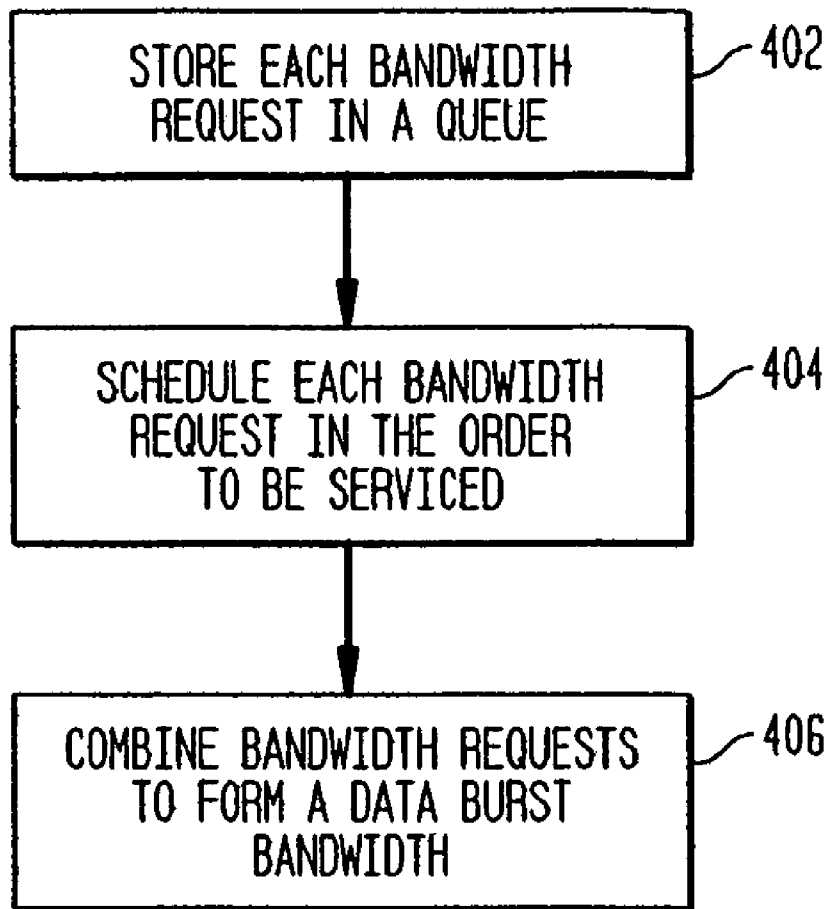 STORE EACH BANDWIDTH
REQUEST IN A QUEUE
402
SCHEDULE EACH BANDWIDTH
REQUEST IN THE ORDER
TO BE SERVICED
404
COMBINE BANDWIDTH REQUESTS
TO FORM A DATA BURST
BANDWIDTH
406